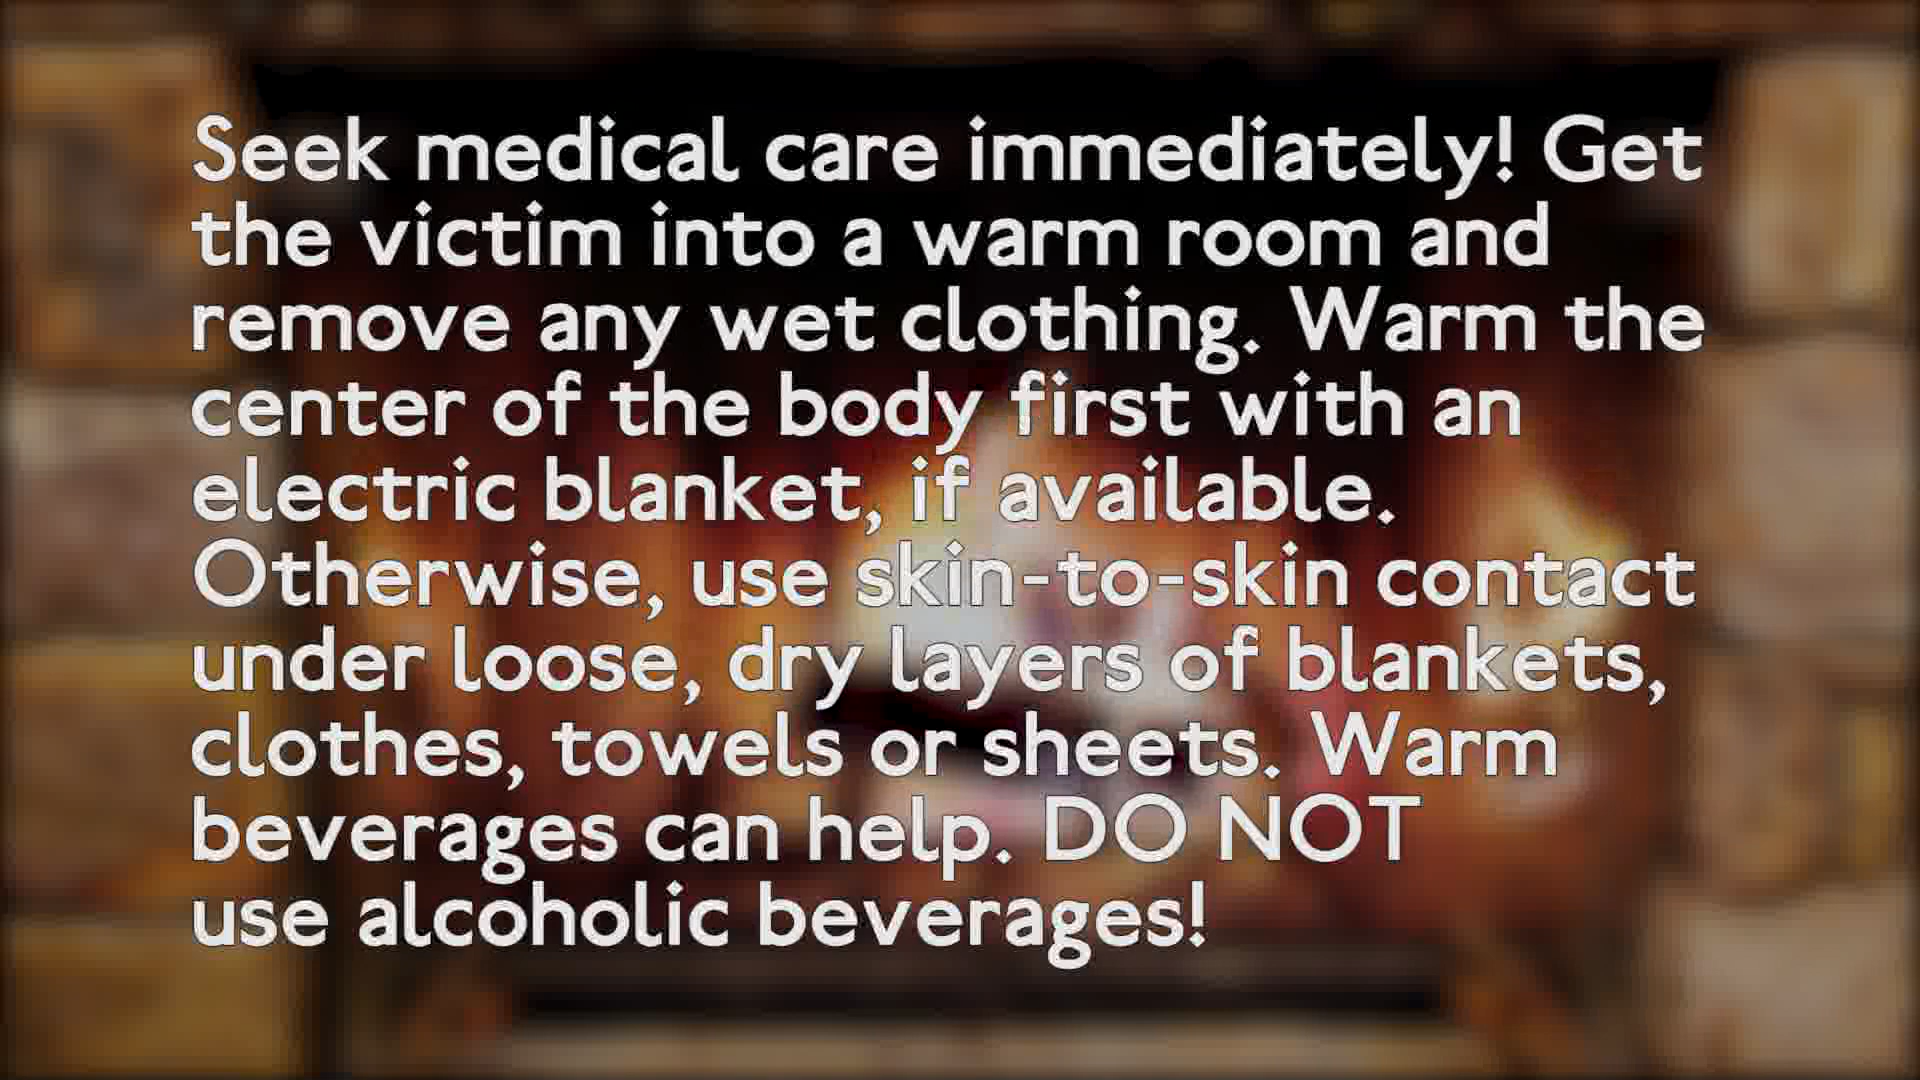 Seek medical care immediately! Get
the victim into a warm room and
remove any wet clothing. Warm the
center of the body first with an
electric blanket, if available.
Otherwise, use skin-to-skin contact
under loose, dry layers of blankets,
clothes, towels or sheets. Warm
beverages can help. DO NOT
use alcoholic beverages!